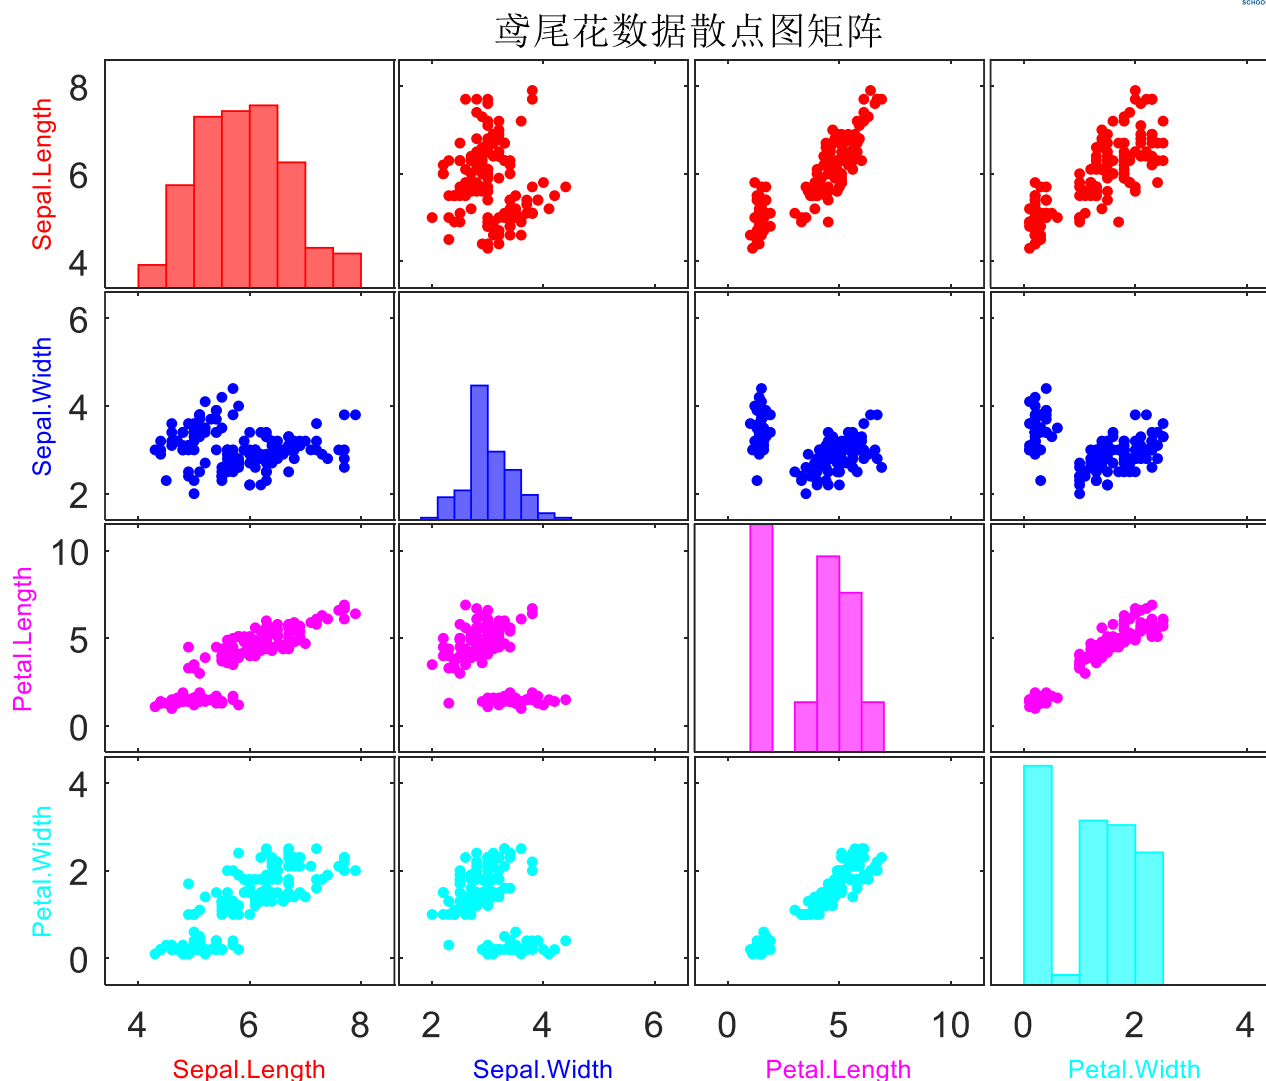 SCHOOL
鸢尾花数据散点图矩阵
Sepal.Length
8
6
4
Sepal.Width
6
4
2
Petal.Length
10
5
0
Petal.Width
4
2
0
4 6 8 2 4 6 0 5 10 0 2 4
Sepal.Length Sepal.Width Petal.Length Petal.Width